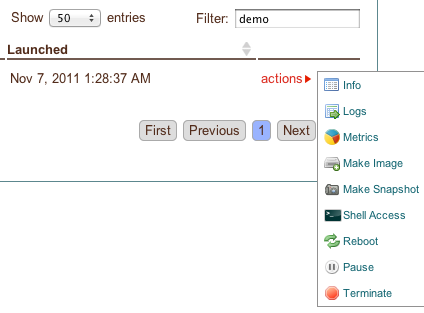 Show 50 entries Filter: demo
Launched
Nov 7, 2011 1:28:37 AM actions
First Previous 1 Next
Info
Logs
Metrics
Make Image
Make Snapshot
Shell Access
Reboot
Pause
Terminate